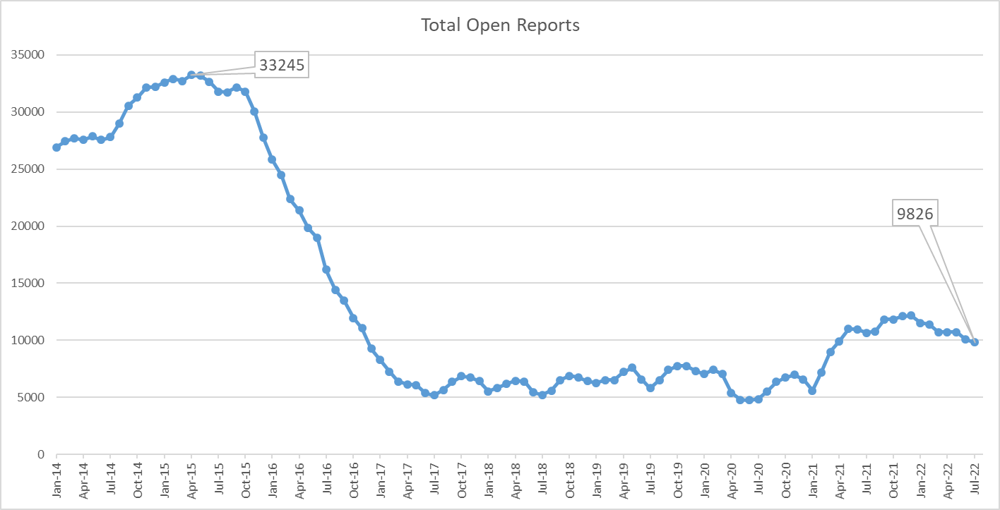 Total Open Reports
35000
33245
30000
25000
9826
20000
15000
10000
5000
0
Jan-14
Apr-14
Jul-14
Oct-14
Jan-15
Apr-15
Jul-15
Oct-15
Jan-16
Apr-16
Jul-16
Oct-16
Jan-17
Apr-17
Jul-17
Oct-17
Jan-18
Apr-18
Jul-18
Oct-18
Jan-19
Apr-19
Jul-19
Oct-19
Jan-20
Apr-20
Jul-20
Oct-20
Jan-21
Apr-21
Jul-21
Oct-21
Jan-22
Apr-22
Jul-22